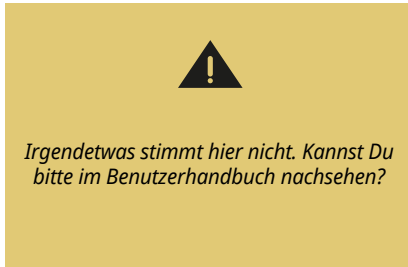 Irgendetwas stimmt hier nicht. Kannst Du
bitte im Benutzerhandbuch nachsehen?